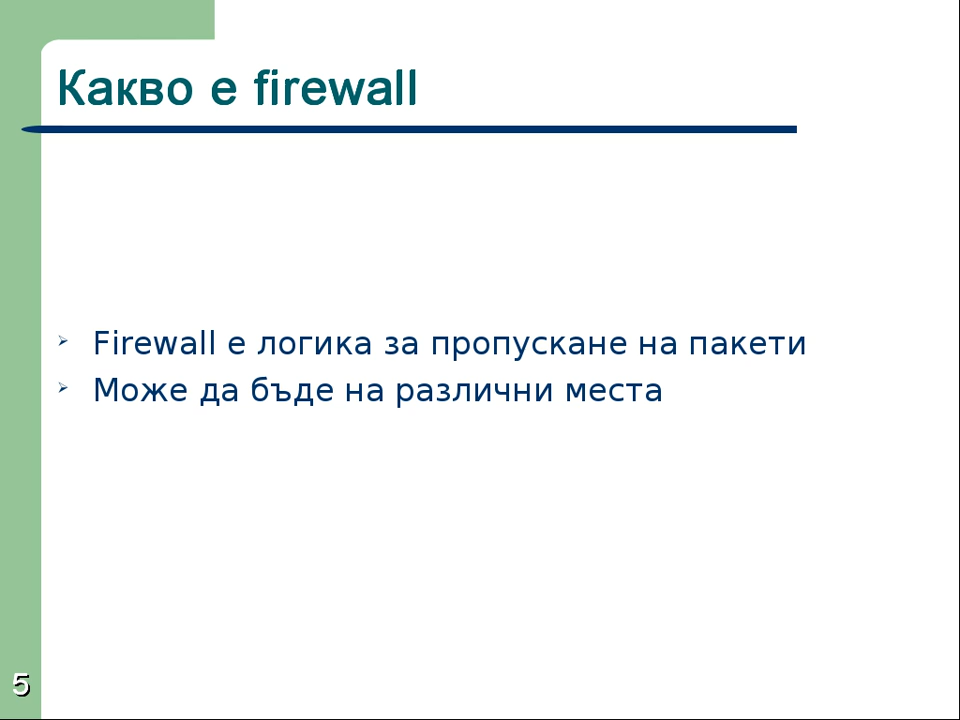 Какво е firewall
Firewall е логика за пропускане на пакети
Може да бъде на различни места
5